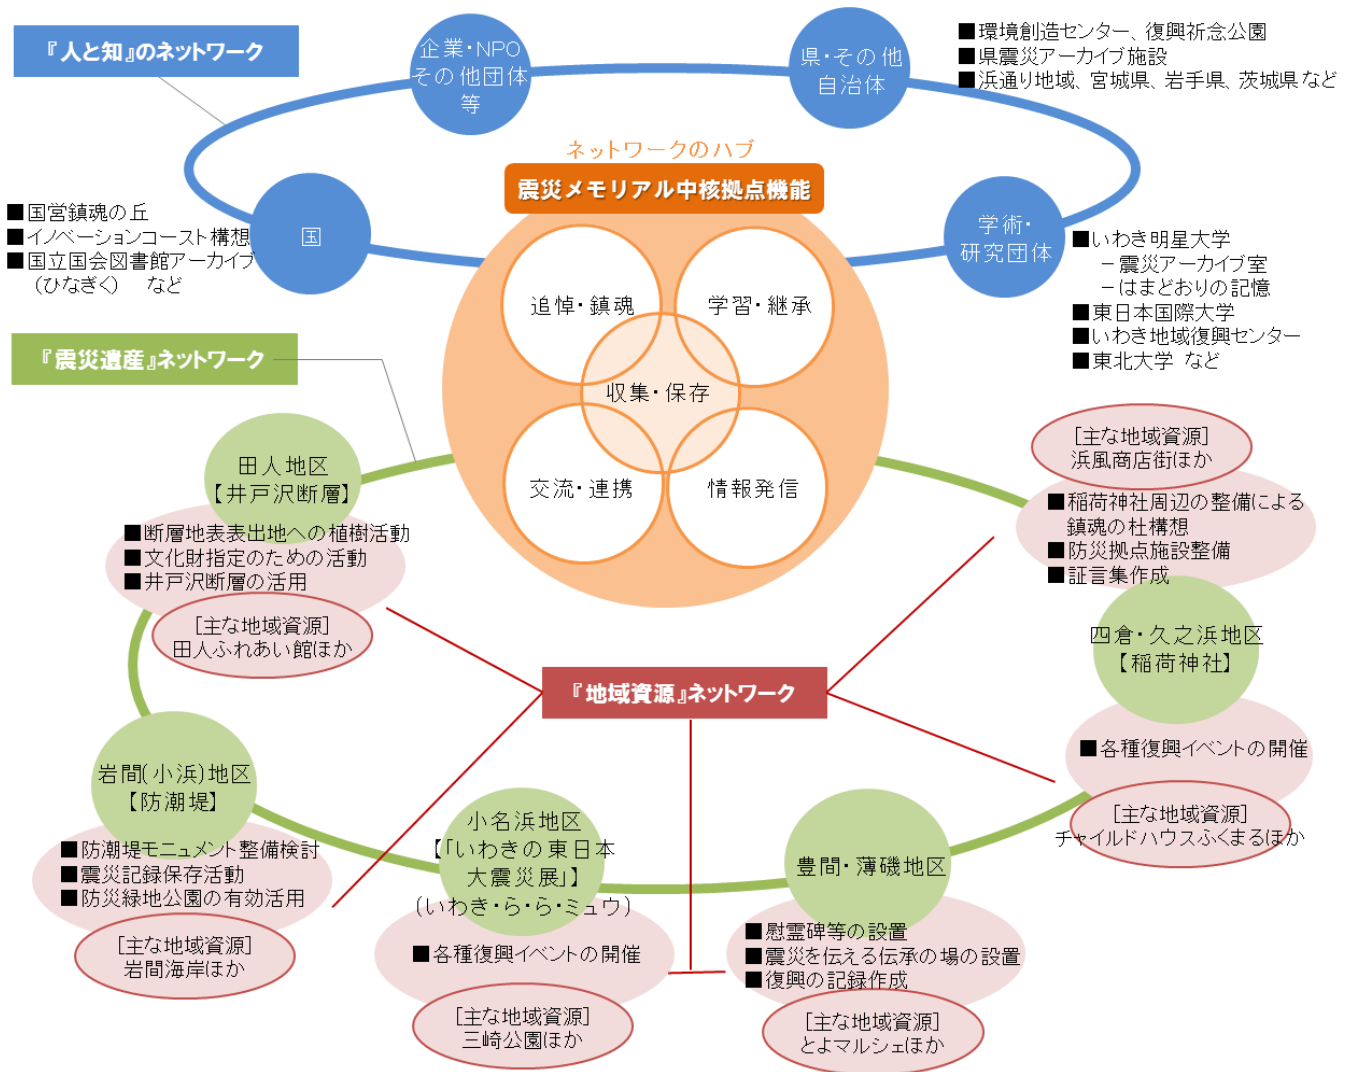 『人と知』のネットワーク
企業・NPO
その他団体
等
県・その他
自治体
■環境創造センター、復興祈念公園
■県震災アーカイブ施設
■浜通り地域、宮城県、岩手県、茨城県など
ネットワークのハブ
震災メモリアル中核拠点機能
国
■国営鎮魂の丘
■イノベーションコースト構想
■国立国会図書館アーカイブ
（ひなぎく）　など
学術・
研究団体
■いわき明星大学
－震災アーカイブ室
－はまどおりの記憶
■東日本国際大学
■いわき地域復興センター
■東北大学 など
追悼・鎮魂
学習・継承
収集・保存
交流・連携
情報発信
『震災遺産』ネットワーク
田人地区
【井戸沢断層】
■断層地表表出地への植樹活動
■文化財指定のための活動
■井戸沢断層の活用
[主な地域資源]
田人ふれあい館ほか
[主な地域資源]
浜風商店街ほか
■稲荷神社周辺の整備による
鎮魂の杜構想
■防災拠点施設整備
■証言集作成
四倉・久之浜地区
【稲荷神社】
■各種復興イベントの開催
[主な地域資源]
チャイルドハウスふくまるほか
『地域資源』ネットワーク
岩間(小浜)地区
【防潮堤】
■防潮堤モニュメント整備検討
■震災記録保存活動
■防災緑地公園の有効活用
[主な地域資源]
岩間海岸ほか
小名浜地区
【「いわきの東日本
大震災展」】
(いわき・ら・ら・ミュウ)
■各種復興イベントの開催
[主な地域資源]
三崎公園ほか
豊間・薄磯地区
■慰霊碑等の設置
■震災を伝える伝承の場の設置
■復興の記録作成
[主な地域資源]
とよマルシェほか